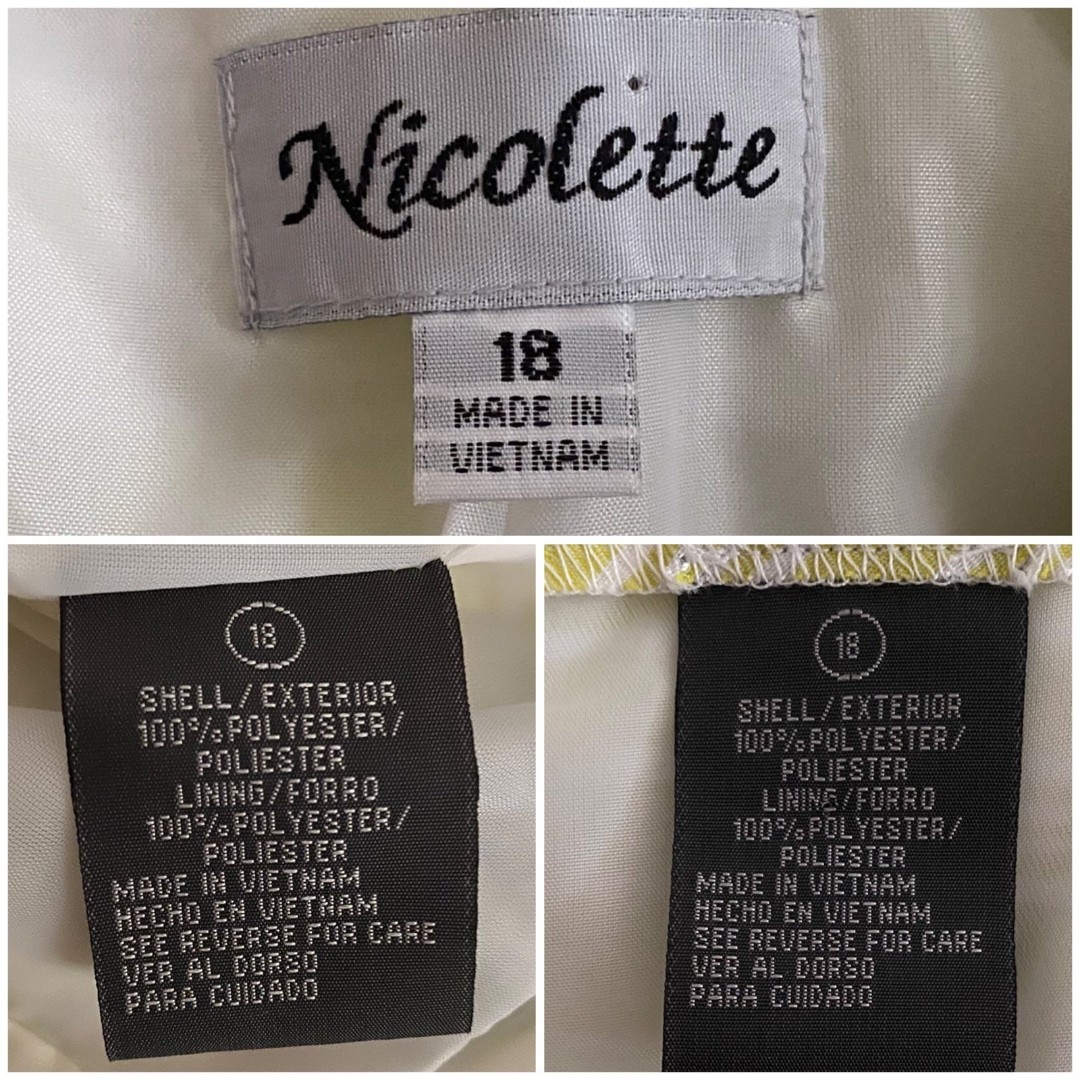 Nicolette
18
MADE IN
VIETNAM
18
SHELL/EXTERIOR
100%POLYESTER/
POLIESTER
LINING/FORRO
100%POLYESTER/
POLIESTER
MADE IN VIETNAM
HECHO EN VIETNAM
SEE REVERSE FOR CARE
VER AL DORSO
PARA CUIDADO
18
SHELL/EXTERIOR
100%POLYESTER/
POLIESTER
LINING/FORRO
100%POLYESTER/
POLIESTER
MADE IN VIETNAM
HECHO EN VIETNAM
SEE REVERSE FOR CARE
VER AL DORSO
PARA CUIDADO